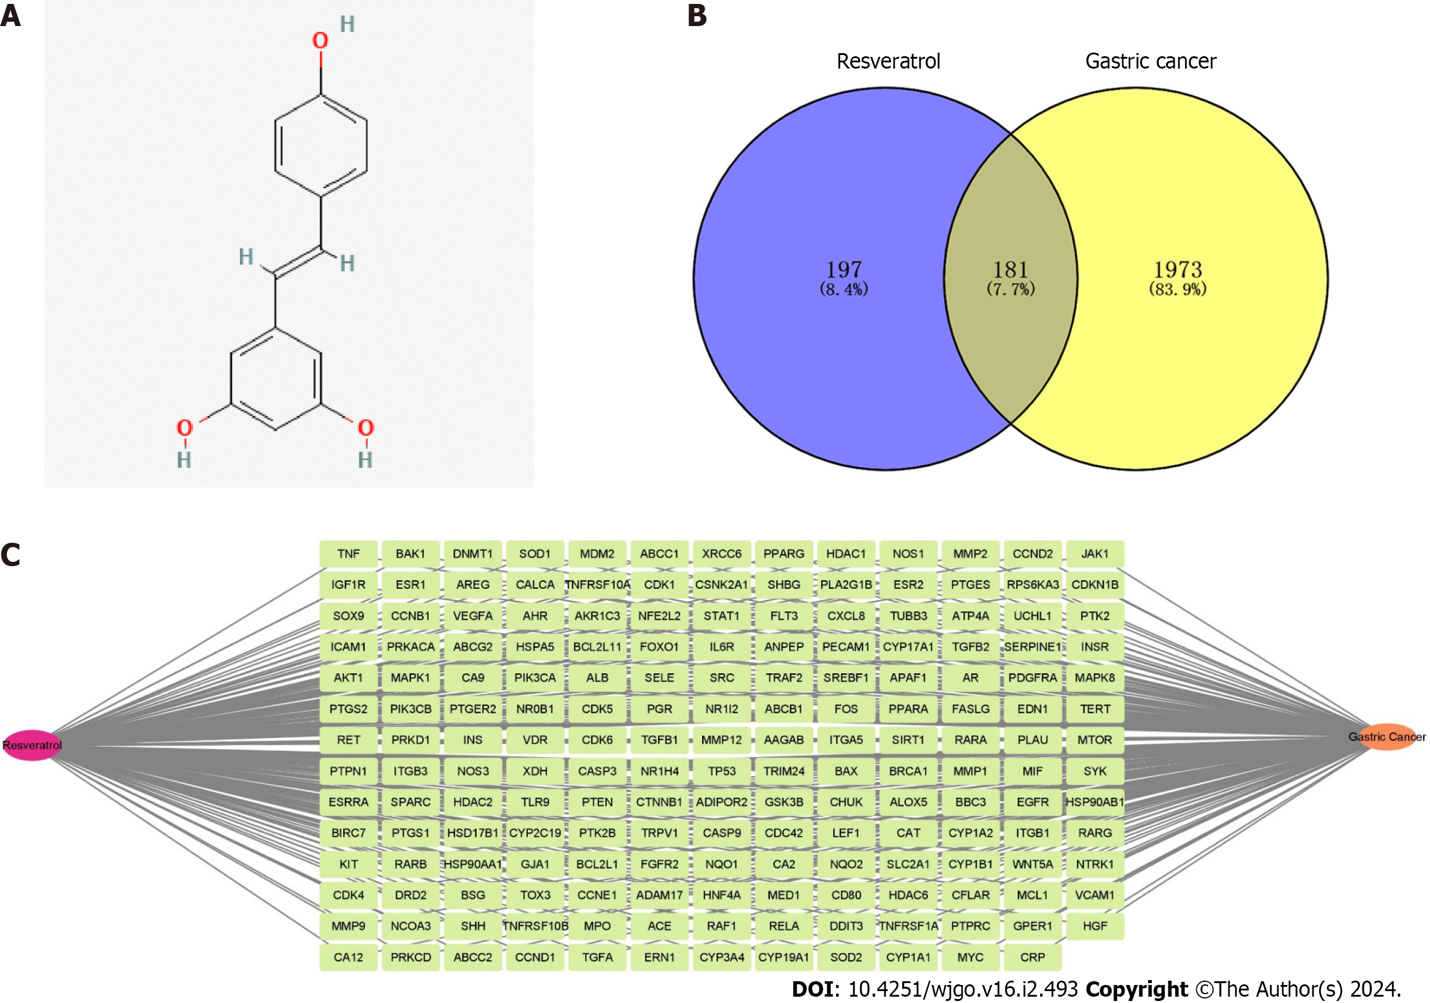 A
H
O
H
H
O
O
H
H
B
Resveratrol Gastric cancer
197 181 1973
(8.4%) (7.7%) (83.9%)
C
TNF BAK1 DNMT1 SOD1 MDM2 ABCC1 XRCC6 PPARG HDAC1 NOS1 MMP2 CCND2 JAK1
IGF1R ESR1 AREG CALCA TNFRSF10A CDK1 CSNK2A1 SHBG PLA2G1B ESR2 PTGES RPS6KA3 CDKN1B
SOX9 CCNB1 VEGFA AHR AKR1C3 NFE2L2 STAT1 FLT3 CXCL8 TUBB3 ATP4A UCHL1 PTK2
ICAM1 PRKACA ABCG2 HSPA5 BCL2L11 FOXO1 IL6R ANPEP PECAM1 CYP17A1 TGFB2 SERPINE1 INSR
AKT1 MAPK1 CA9 PIK3CA ALB SELE SRC TRAF2 SREBF1 APAF1 AR PDGFRA MAPK8
PTGS2 PIK3CB PTGER2 NR0B1 CDK5 PGR NR1I2 ABCB1 FOS PPARA FASLG EDN1 TERT
RET PRKD1 INS VDR CDK6 TGFB1 MMP12 AAGAB ITGA5 SIRT1 RARA PLAU MTOR
Resveratrol Gastric Cancer
PTPN1 ITGB3 NOS3 XDH CASP3 NR1H4 TP53 TRIM24 BAX BRCA1 MMP1 MIF SYK
ESRRA SPARC HDAC2 TLR9 PTEN CTNNB1 ADIPOR2 GSK3B CHUK ALOX5 BBC3 EGFR HSP90AB1
BIRC7 PTGS1 HSD17B1 CYP2C19 PTK2B TRPV1 CASP9 CDC42 LEF1 CAT CYP1A2 ITGB1 RARG
KIT RARB HSP90AA1 GJA1 BCL2L1 FGFR2 NQO1 CA2 NQO2 SLC2A1 CYP1B1 WNT5A NTRK1
CDK4 DRD2 BSG TOX3 CCNE1 ADAM17 HNF4A MED1 CD80 HDAC6 CFLAR MCL1 VCAM1
MMP9 NCOA3 SHH TNFRSF10B MPO ACE RAF1 RELA DDIT3 TNFRSF1A PTPRC GPER1 HGF
CA12 PRKCD ABCC2 CCND1 TGFA ERN1 CYP3A4 CYP19A1 SOD2 CYP1A1 MYC CRP
DOI: 10.4251/wjgo.v16.i2.493 Copyright ©The Author(s) 2024.